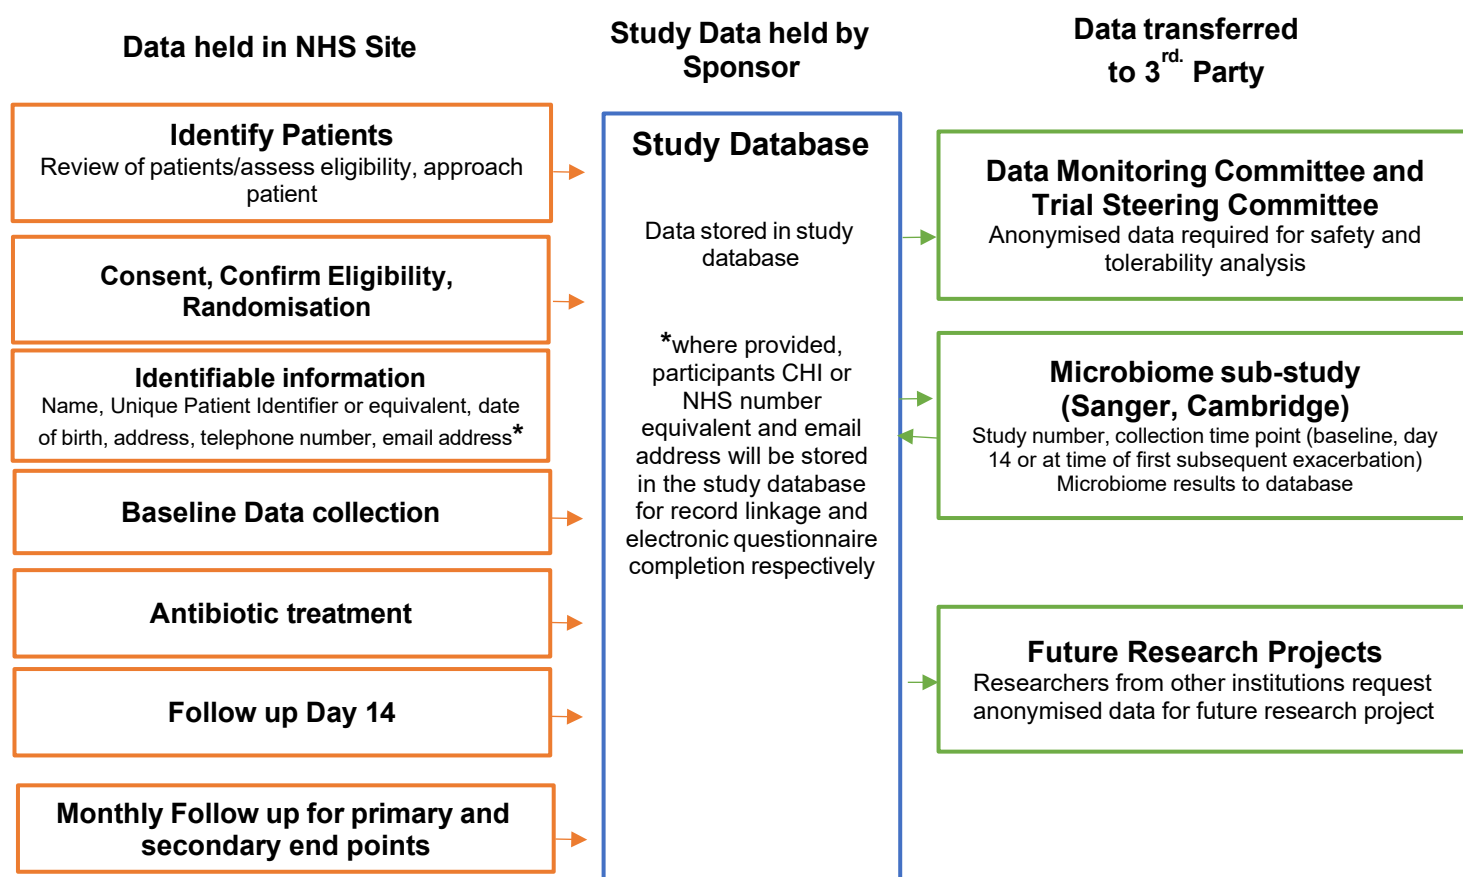 Data held in NHS Site
Identify Patients
Review of patients/assess eligibility, approach
patient
Consent, Confirm Eligibility,
Randomisation
Identifiable information
Name, Unique Patient Identifier or equivalent, date
of birth, address, telephone number, email address*
Baseline Data collection
Antibiotic treatment
Follow up Day 14
Monthly Follow up for primary and
secondary end points
Study Data held by
Sponsor
Study Database
Data stored in study
database
*where provided,
participants CHI or
NHS number
equivalent and email
address will be stored
in the study database
for record linkage and
electronic questionnaire
completion respectively
Data transferred
to 3rd. Party
Data Monitoring Committee and
Trial Steering Committee
Anonymised data required for safety and
tolerability analysis
Microbiome sub-study
(Sanger, Cambridge)
Study number, collection time point (baseline, day
14 or at time of first subsequent exacerbation)
Microbiome results to database
Future Research Projects
Researchers from other institutions request
anonymised data for future research project